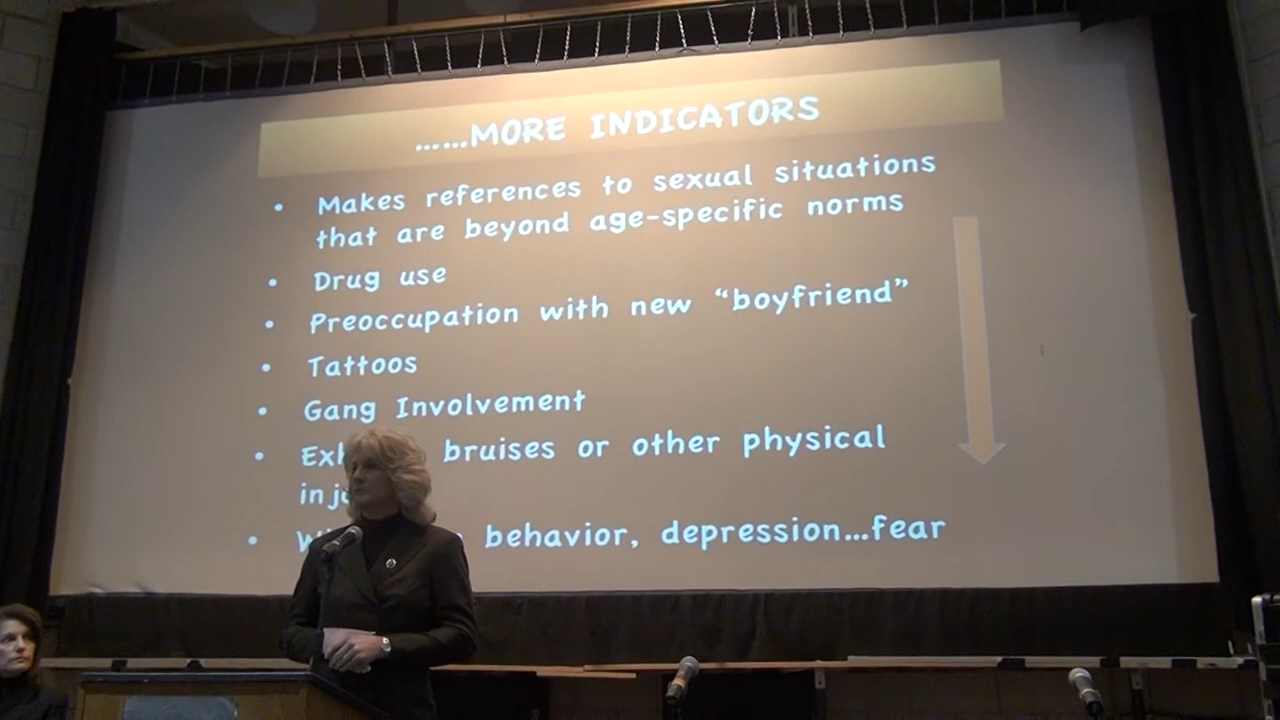 ......MORE INDICATORS
• Makes references to sexual situations
that are beyond age-specific norms
• Drug use
• Preoccupation with new “boyfriend”
• Tattoos
• Gang Involvement
• bruises or other physical
• behavior, depression...fear